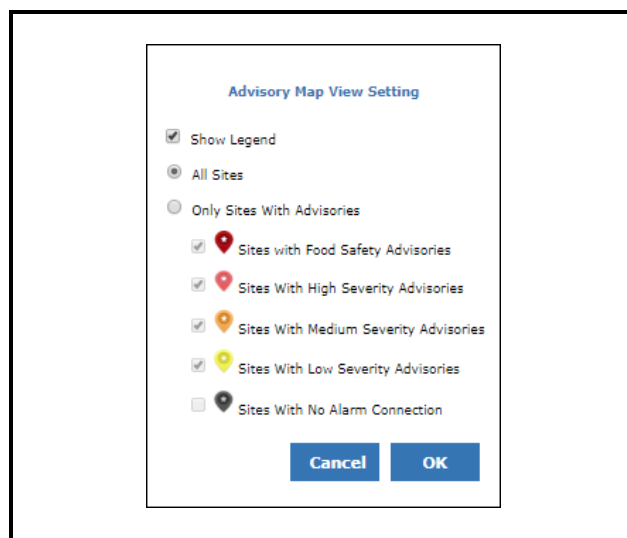 Advisory Map View Setting
Show Legend
All Sites
Only Sites With Advisories
Sites with Food Safety Advisories
Sites With High Severity Advisories
Sites With Medium Severity Advisories
Sites With Low Severity Advisories
Sites With No Alarm Connection
Cancel OK